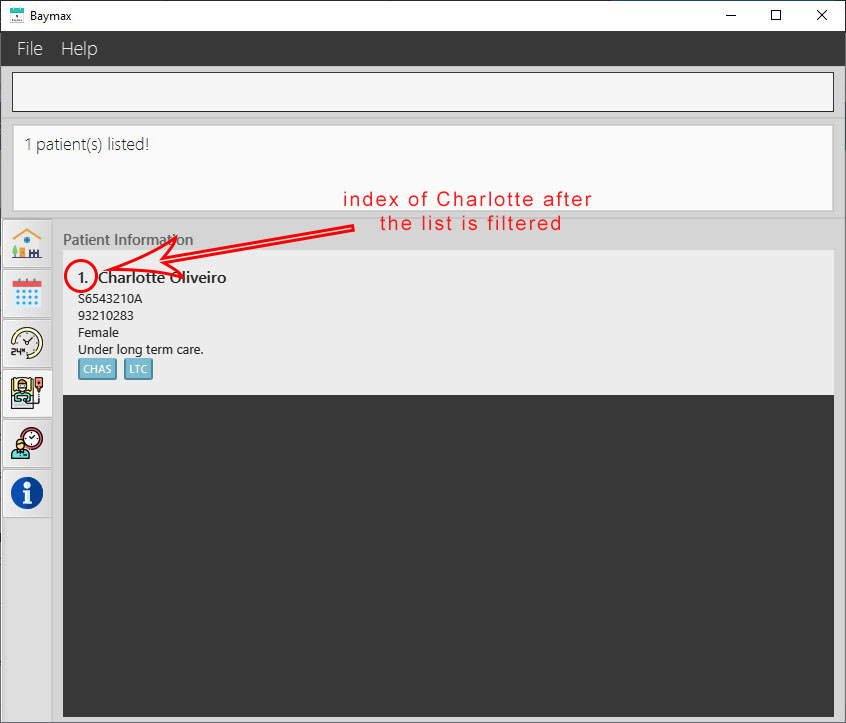 Baymax
File Help
1 patient(s) listed!
index of Charlotte after
the list is filtered
Patient Information
1. Charlotte Oliveiro
S6543210A
93210283
Female
Under long term care.
CHAS LTC
24H